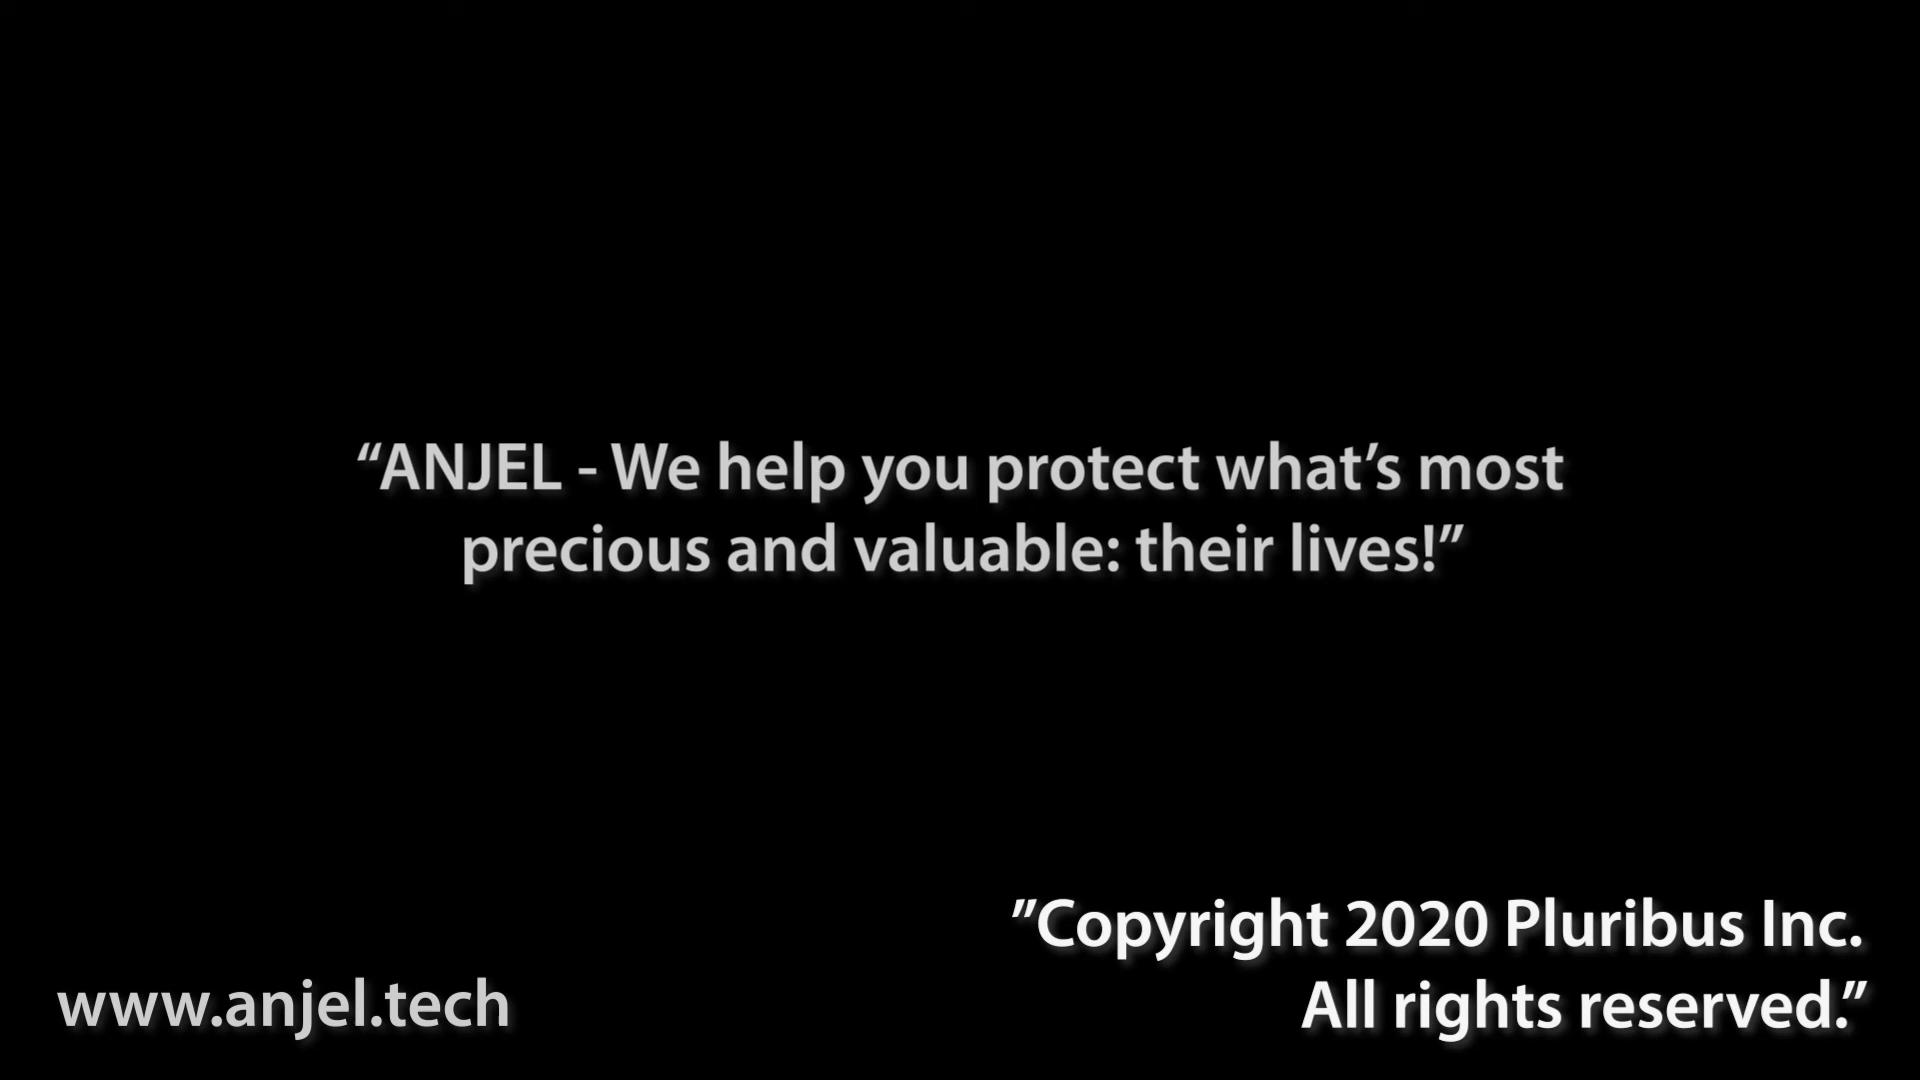 “ANJEL - We help you protect what’s most
precious and valuable: their lives!”
”Copyright 2020 Pluribus Inc.
All rights reserved.”
www.anjel.tech